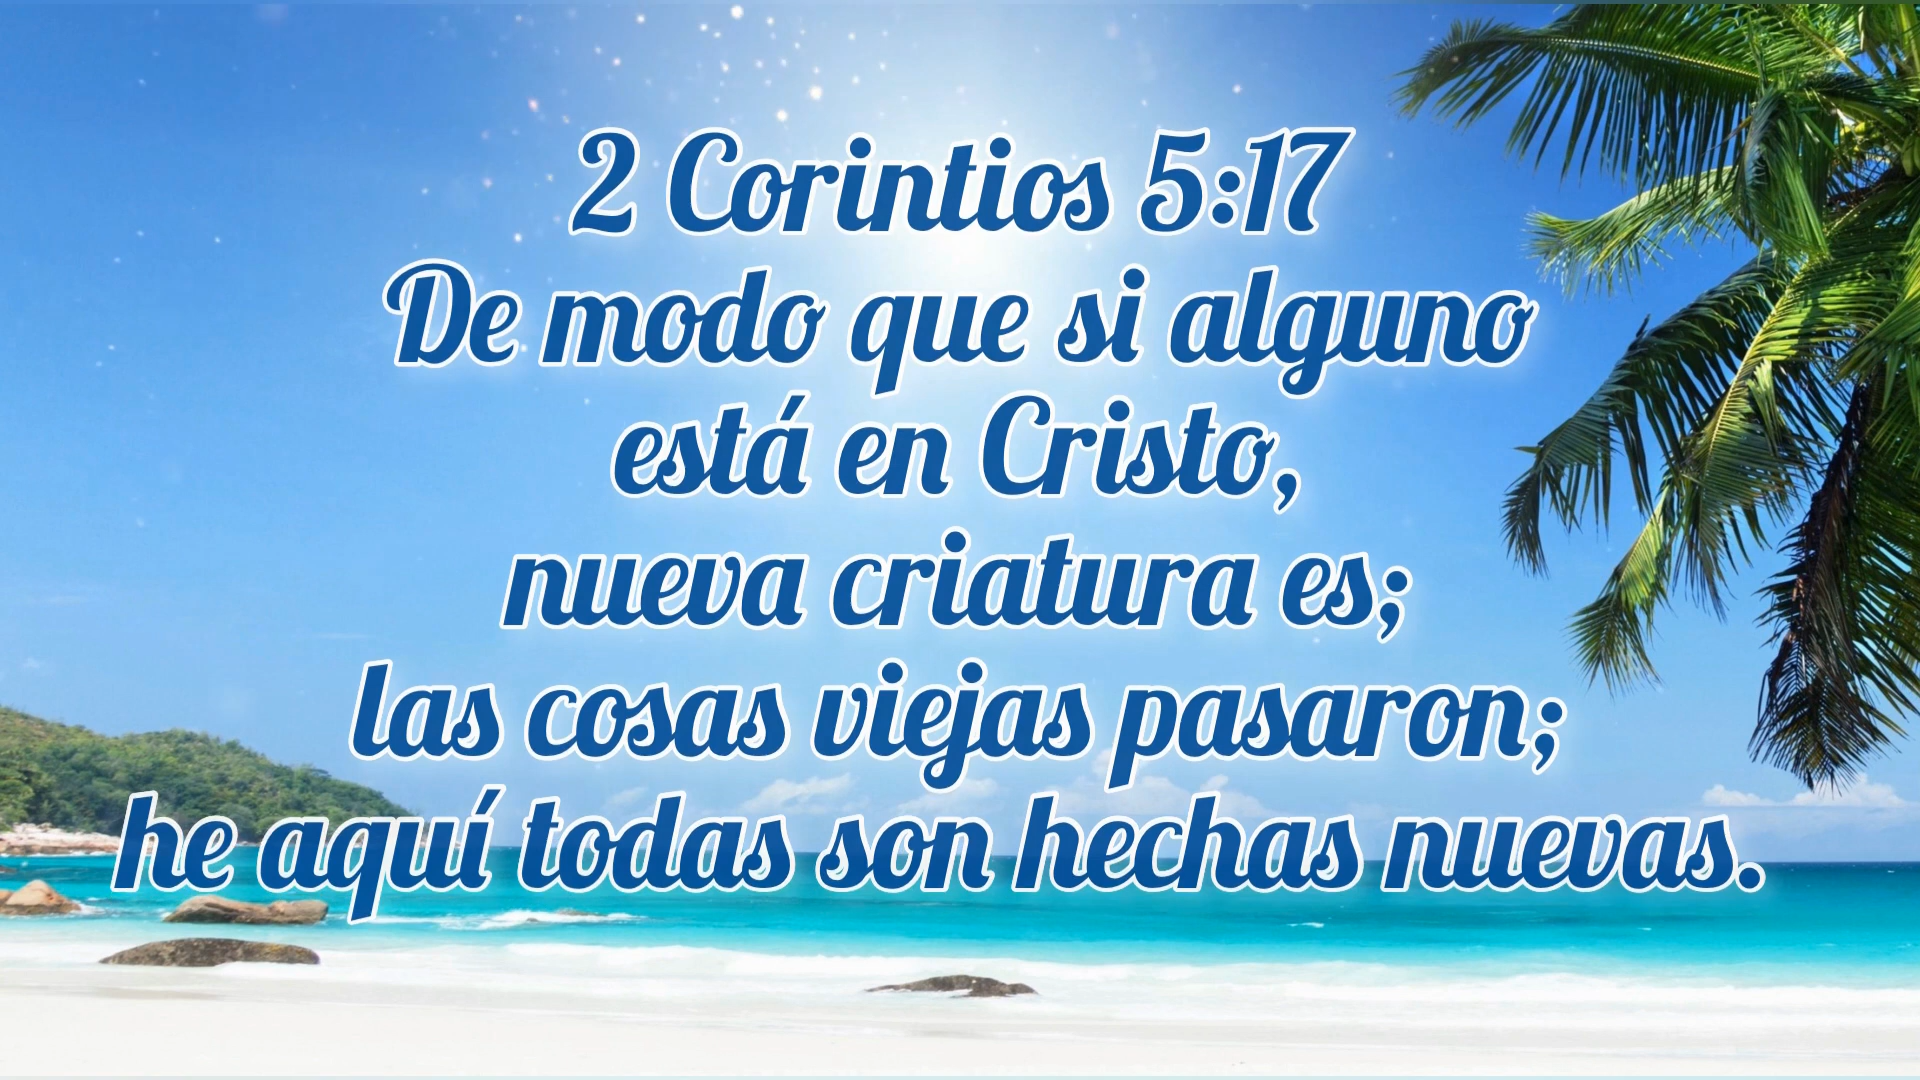 2 Corintios 5:17
De modo que si alguno
está en Cristo,
nueva criatura es;
las cosas viejas pasaron;
he aquí todas son hechas nuevas.